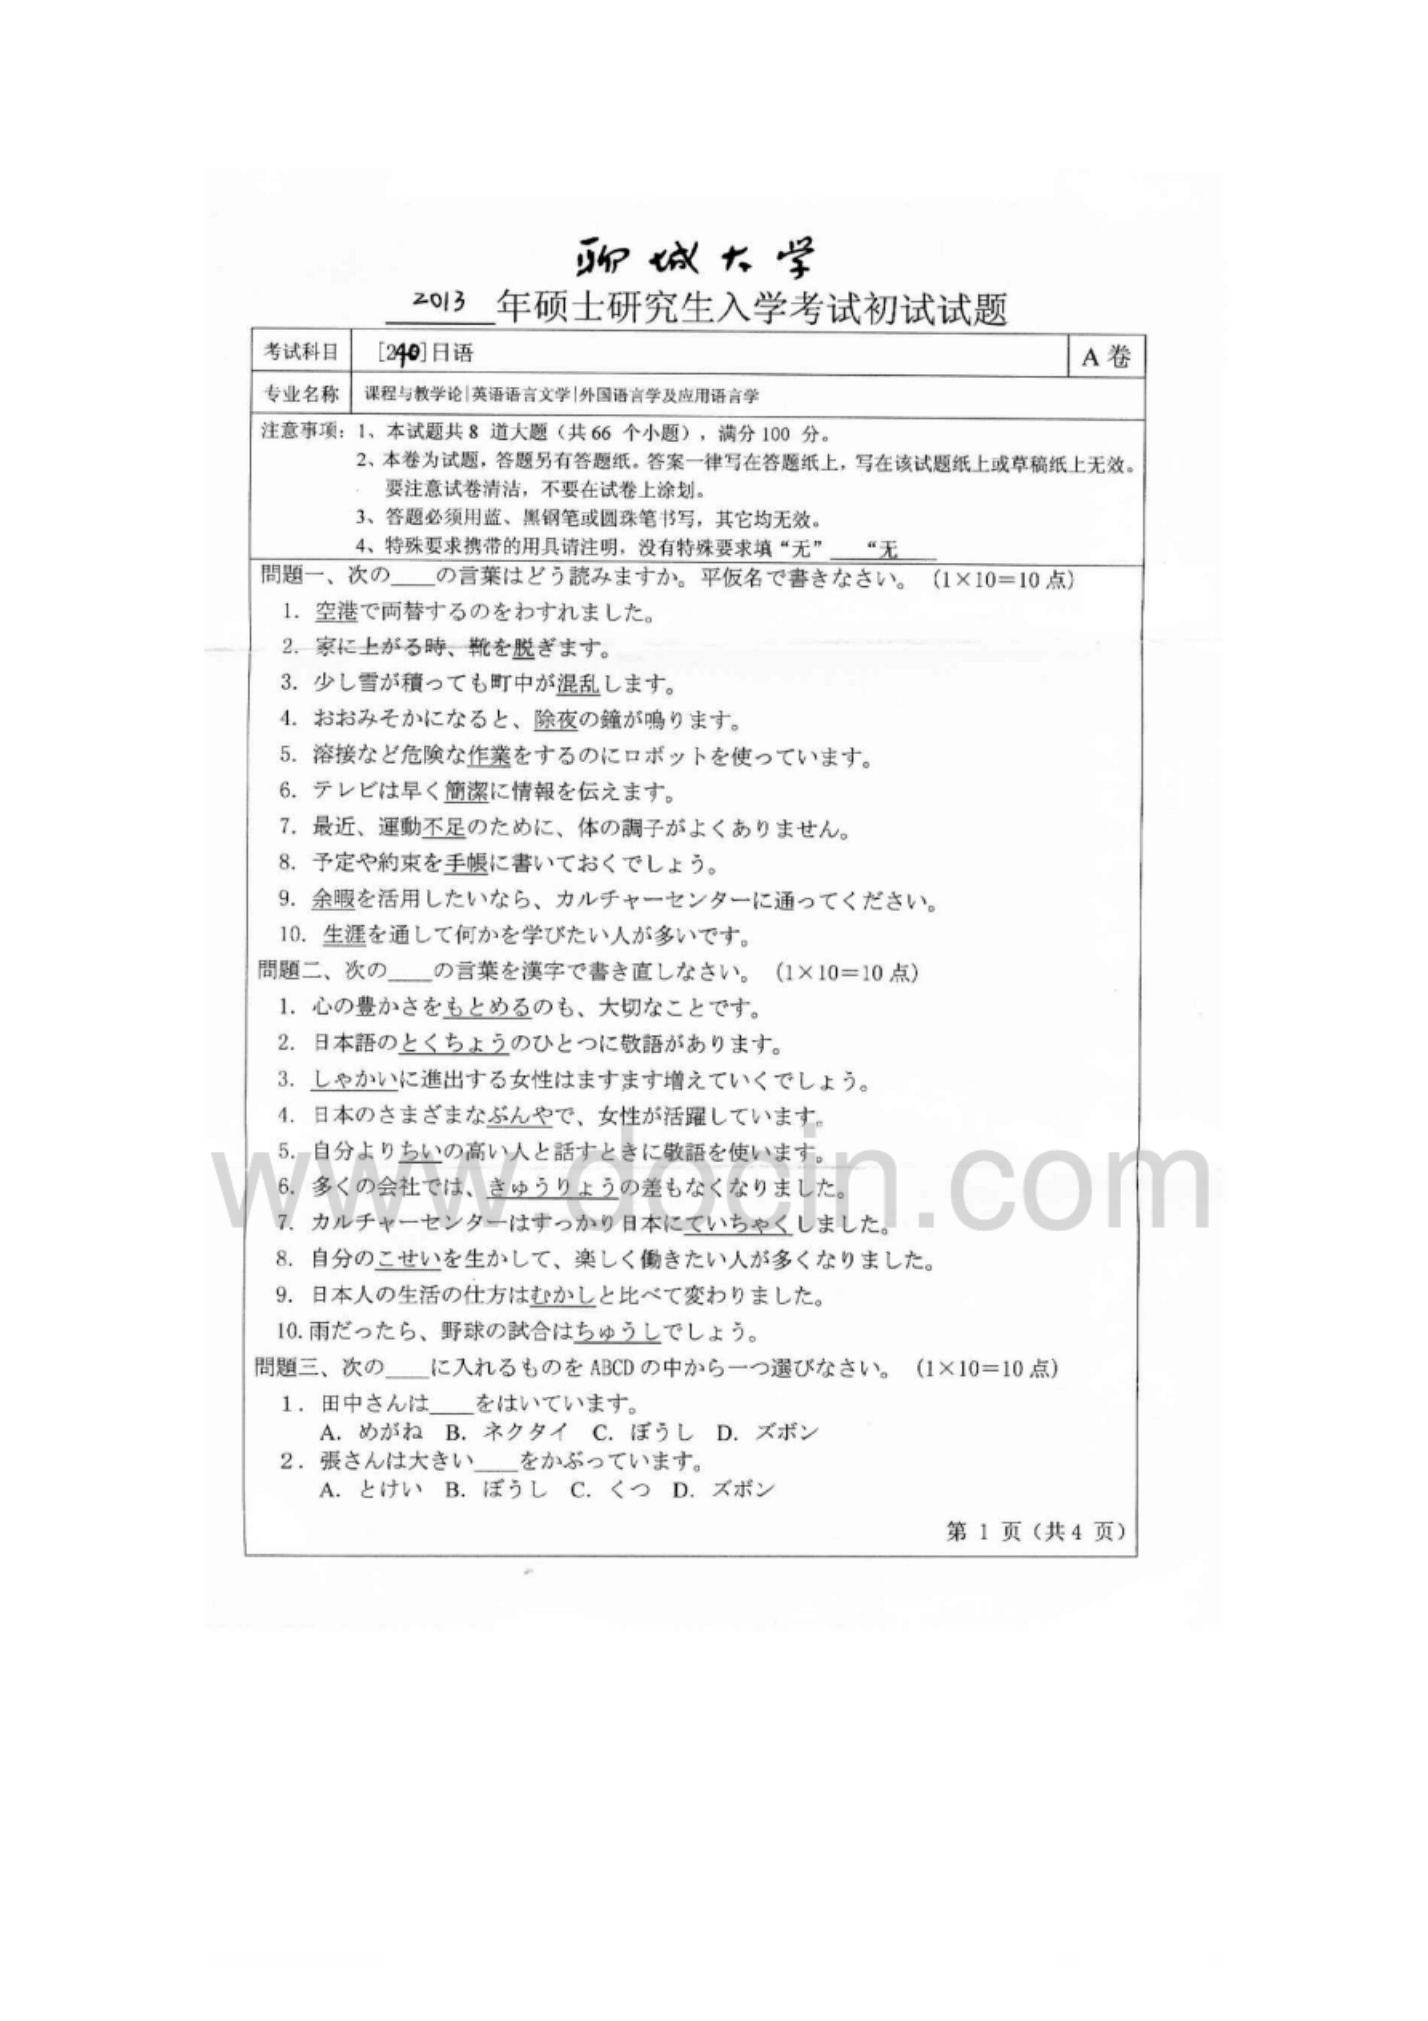 聊城大学
2013 年硕士研究生入学考试初试试题
考试科目 [240]日语 A 卷
专业名称 课程与教学论|英语语言文学|外国语言学及应用语言学
注意事项：1、本试题共 8 道大题（共 66 个小题），满分 100 分。
2、本卷为试题，答题另有答题纸。答案一律写在答题纸上，写在该试题纸上或草稿纸上无效。
要注意试卷清洁，不要在试卷上涂划。
3、答题必须用蓝、黑钢笔或圆珠笔书写，其它均无效。
4、特殊要求携带的用具请注明，没有特殊要求填“无” “无
問題一、次の____の言葉はどう読みますか。平仮名で書きなさい。（1×10＝10 点）
1. 空港で両替するのをわすれました。
2. 家に上がる時、靴を脱ぎます。
3. 少し雪が積っても町中が混乱します。
4. おおみそかになると、除夜の鐘が鳴ります。
5. 溶接など危険な作業をするのにロボットを使っています。
6. テレビは早く簡潔に情報を伝えます。
7. 最近、運動不足のために、体の調子がよくありません。
8. 予定や約束を手帳に書いておくでしょう。
9. 余暇を活用したいなら、カルチャーセンターに通ってください。
10. 生涯を通して何かを学びたい人が多いです。
問題二、次の____の言葉を漢字で書き直しなさい。（1×10＝10 点）
1. 心の豊かさをもとめるのも、大切なことです。
2. 日本語のとくちょうのひとつに敬語があります。
3. しゃかいに進出する女性はますます増えていくでしょう。
4. 日本のさまざまなぶんやで、女性が活躍しています。
5. 自分よりちいの高い人と話すときに敬語を使います。
6. 多くの会社では、きゅうりょうの差もなくなりました。
7. カルチャーセンターはすっかり日本にていちゃくしました。
8. 自分のこせいを生かして、楽しく働きたい人が多くなりました。
9. 日本人の生活の仕方はむかしと比べて変わりました。
10. 雨だったら、野球の試合はちゅうしでしょう。
問題三、次の____に入れるものを ABCD の中から一つ選びなさい。（1×10＝10 点）
1. 田中さんは____をはいています。
A. めがね B. ネクタイ C. ぼうし D. ズボン
2. 張さんは大きい____をかぶっています。
A. とけい B. ぼうし C. くつ D. ズボン
第 1 页（共 4 页）
www.docin.com